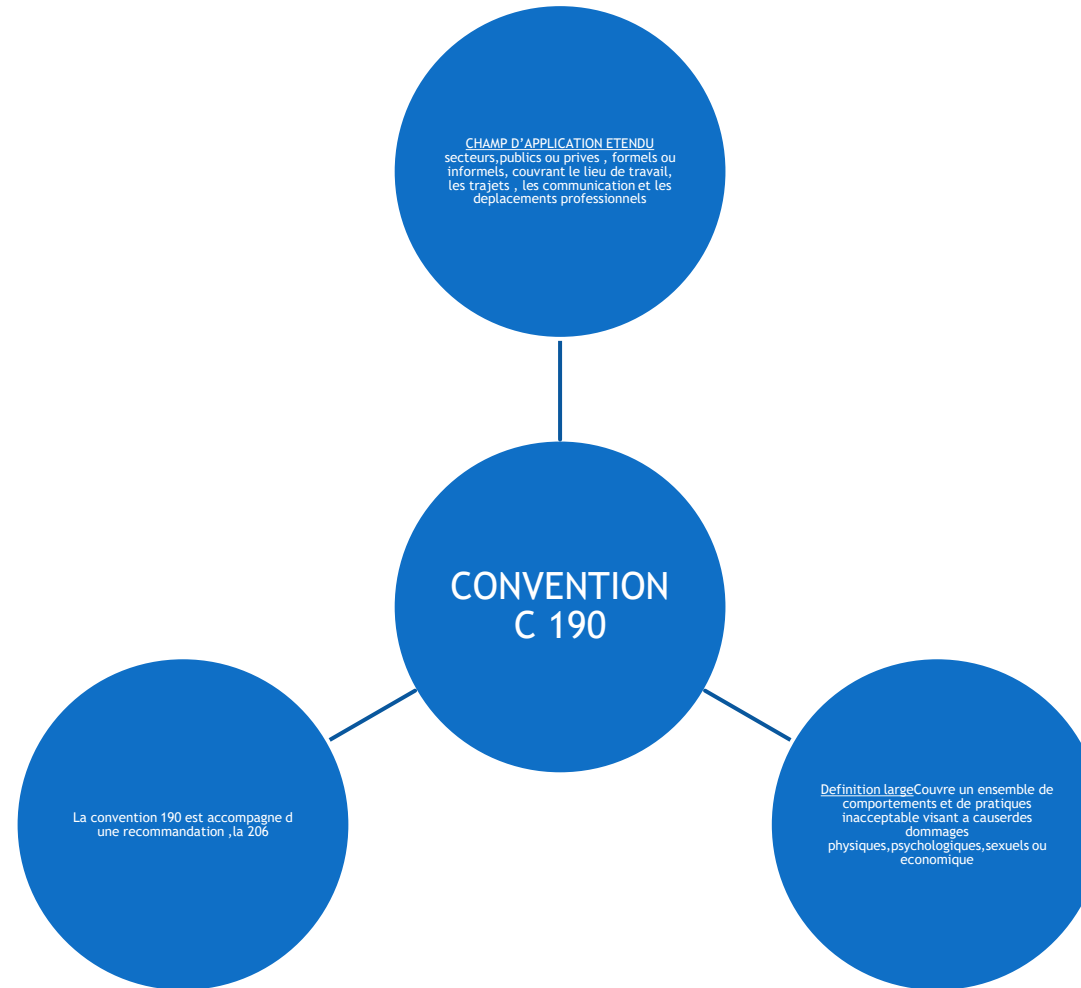 CHAMP D'APPLICATION ETENDU
secteurs,publics ou prives , formels ou
informels, couvrant le lieu de travail,
les trajets , les communication et les
deplacements professionnels
CONVENTION
C 190
La convention 190 est accompagne d
une recommandation ,la 206
Definition largeCouvre un ensemble de
comportements et de pratiques
inacceptable visant a causerdes
dommages
physiques,psychologiques,sexuels ou
economique